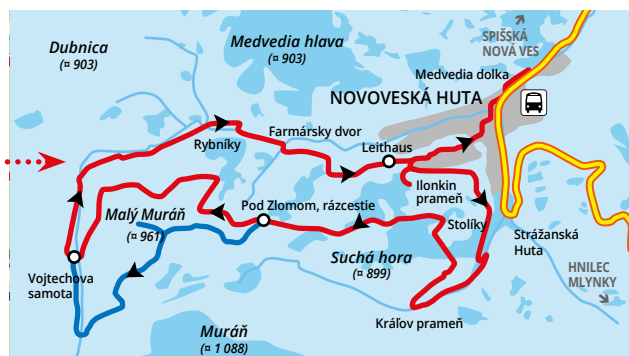 SPIŠSKÁ
NOVÁ VES
Dubnica
(¤ 903)
Medvedia hlava
(¤ 903)
Medvedia dolka
NOVOVESKÁ HUTA
Farmársky dvor
Rybníky
Leithaus
Ilonkin
prameň
Pod Zlomom, rázcestie
Malý Muráň
(¤ 961)
Stolíky
Strážanská
Huta
Suchá hora
(¤ 899)
Vojtechova
samota
HNILEC
MLYNKY
Kráľov prameň
Muráň
(¤ 1 088)